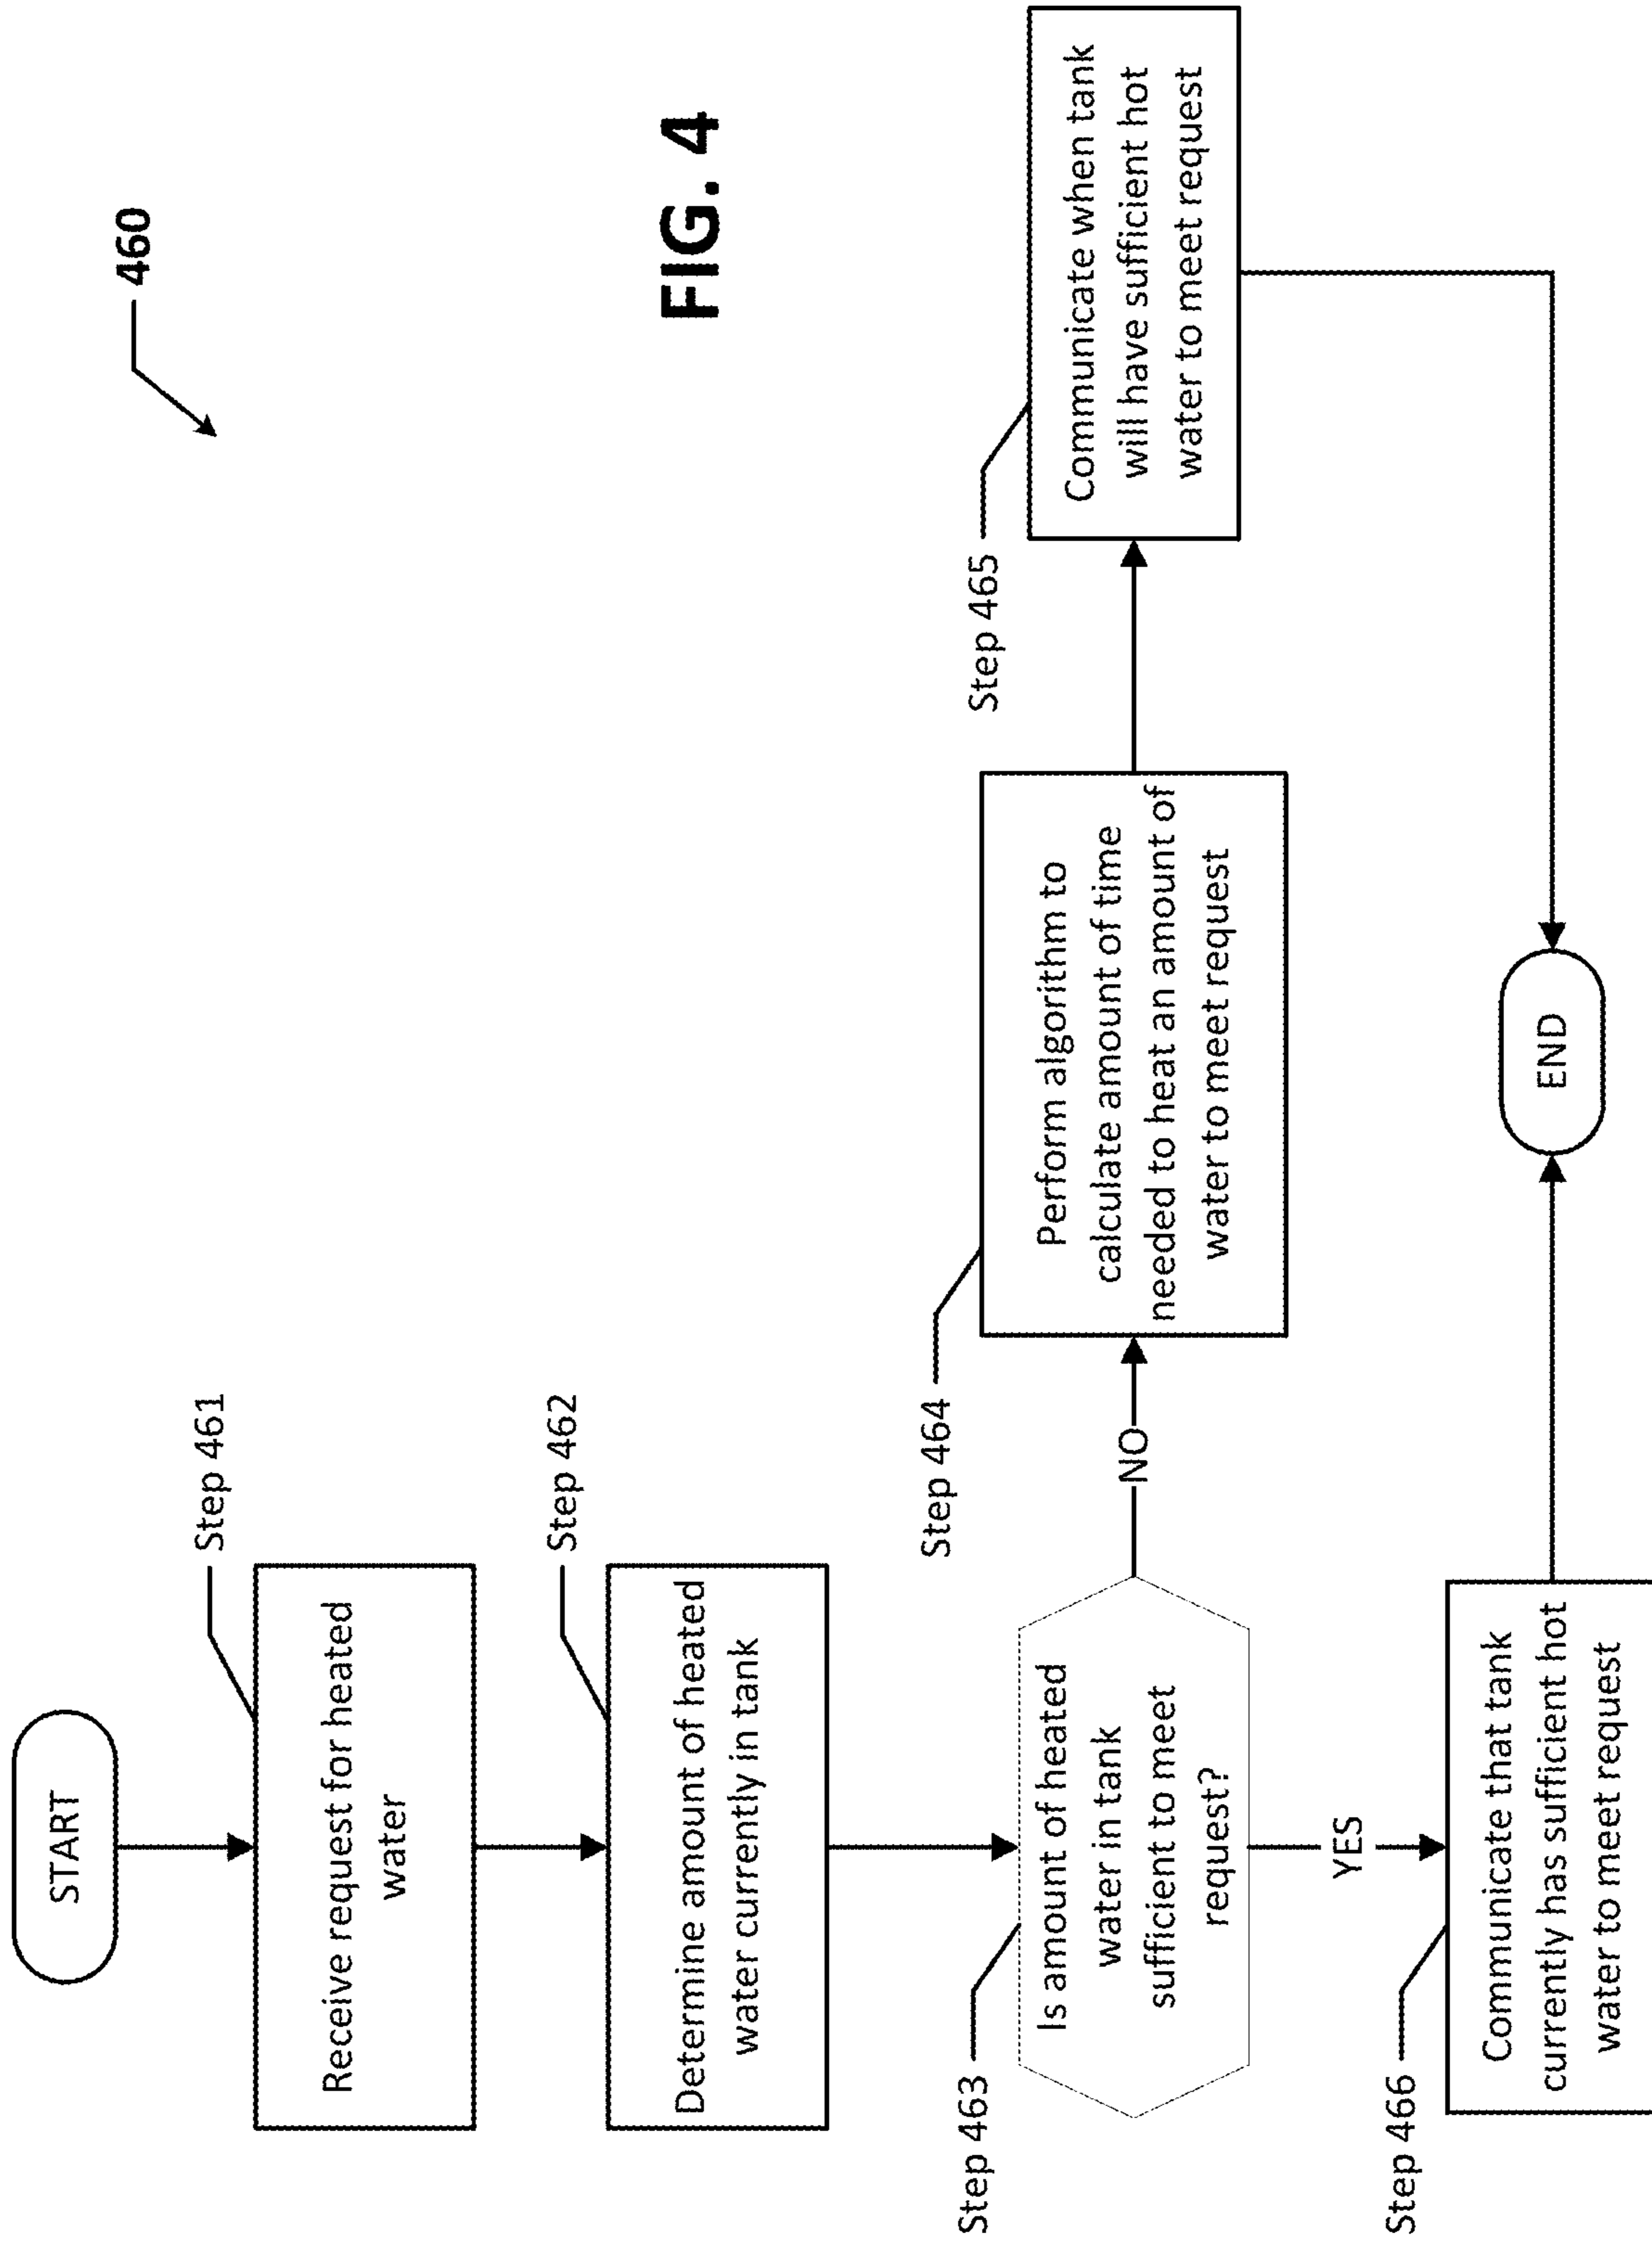 460
FIG. 4
START
Step 461
Receive request for heated
water
Step 462
Determine amount of heated
water currently in tank
Step 463
Is amount of heated
water in tank
sufficient to meet
request?
NO
Step 464
Perform algorithm to
calculate amount of time
needed to heat an amount of
water to meet request
Step 465
Communicate when tank
will have sufficient hot
water to meet request
YES
Step 466
Communicate that tank
currently has sufficient hot
water to meet request
END